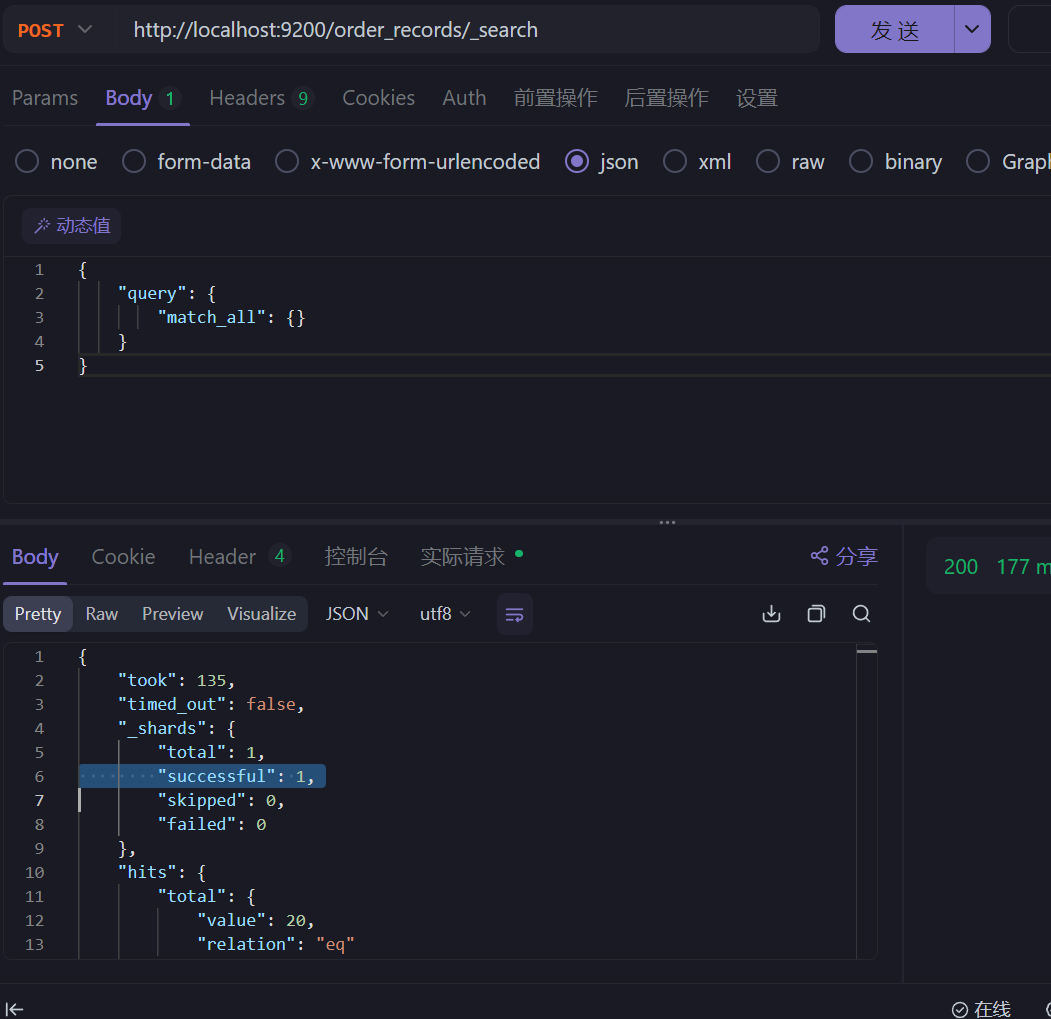 POST http://localhost:9200/order_records/_search 发 送
Params Body 1 Headers 9 Cookies Auth 前置操作 后置操作 设置
none form-data x-www-form-urlencoded json xml raw binary Graph
动态值
1 {
2 "query": {
3 "match_all": {}
4 }
5 }
Body Cookie Header 4 控制台 实际请求 分享 200 177 m
Pretty Raw Preview Visualize JSON utf8
1 {
2 "took": 135,
3 "timed_out": false,
4 "_shards": {
5 "total": 1,
6 "successful": 1,
7 "skipped": 0,
8 "failed": 0
9 },
10 "hits": {
11 "total": {
12 "value": 20,
13 "relation": "eq"
在线